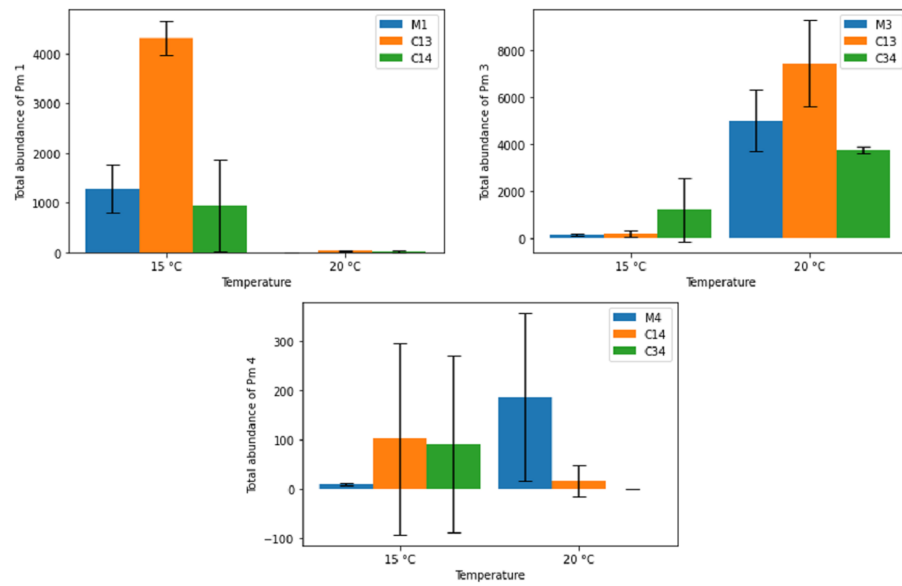 M1
C13
C14
4000
3000
2000
1000
0
Total abundance of Pm 1
15 °C
20 °C
Temperature
M3
C13
C34
8000
6000
4000
2000
0
Total abundance of Pm 3
15 °C
20 °C
Temperature
M4
C14
C34
300
200
100
0
−100
Total abundance of Pm 4
15 °C
20 °C
Temperature